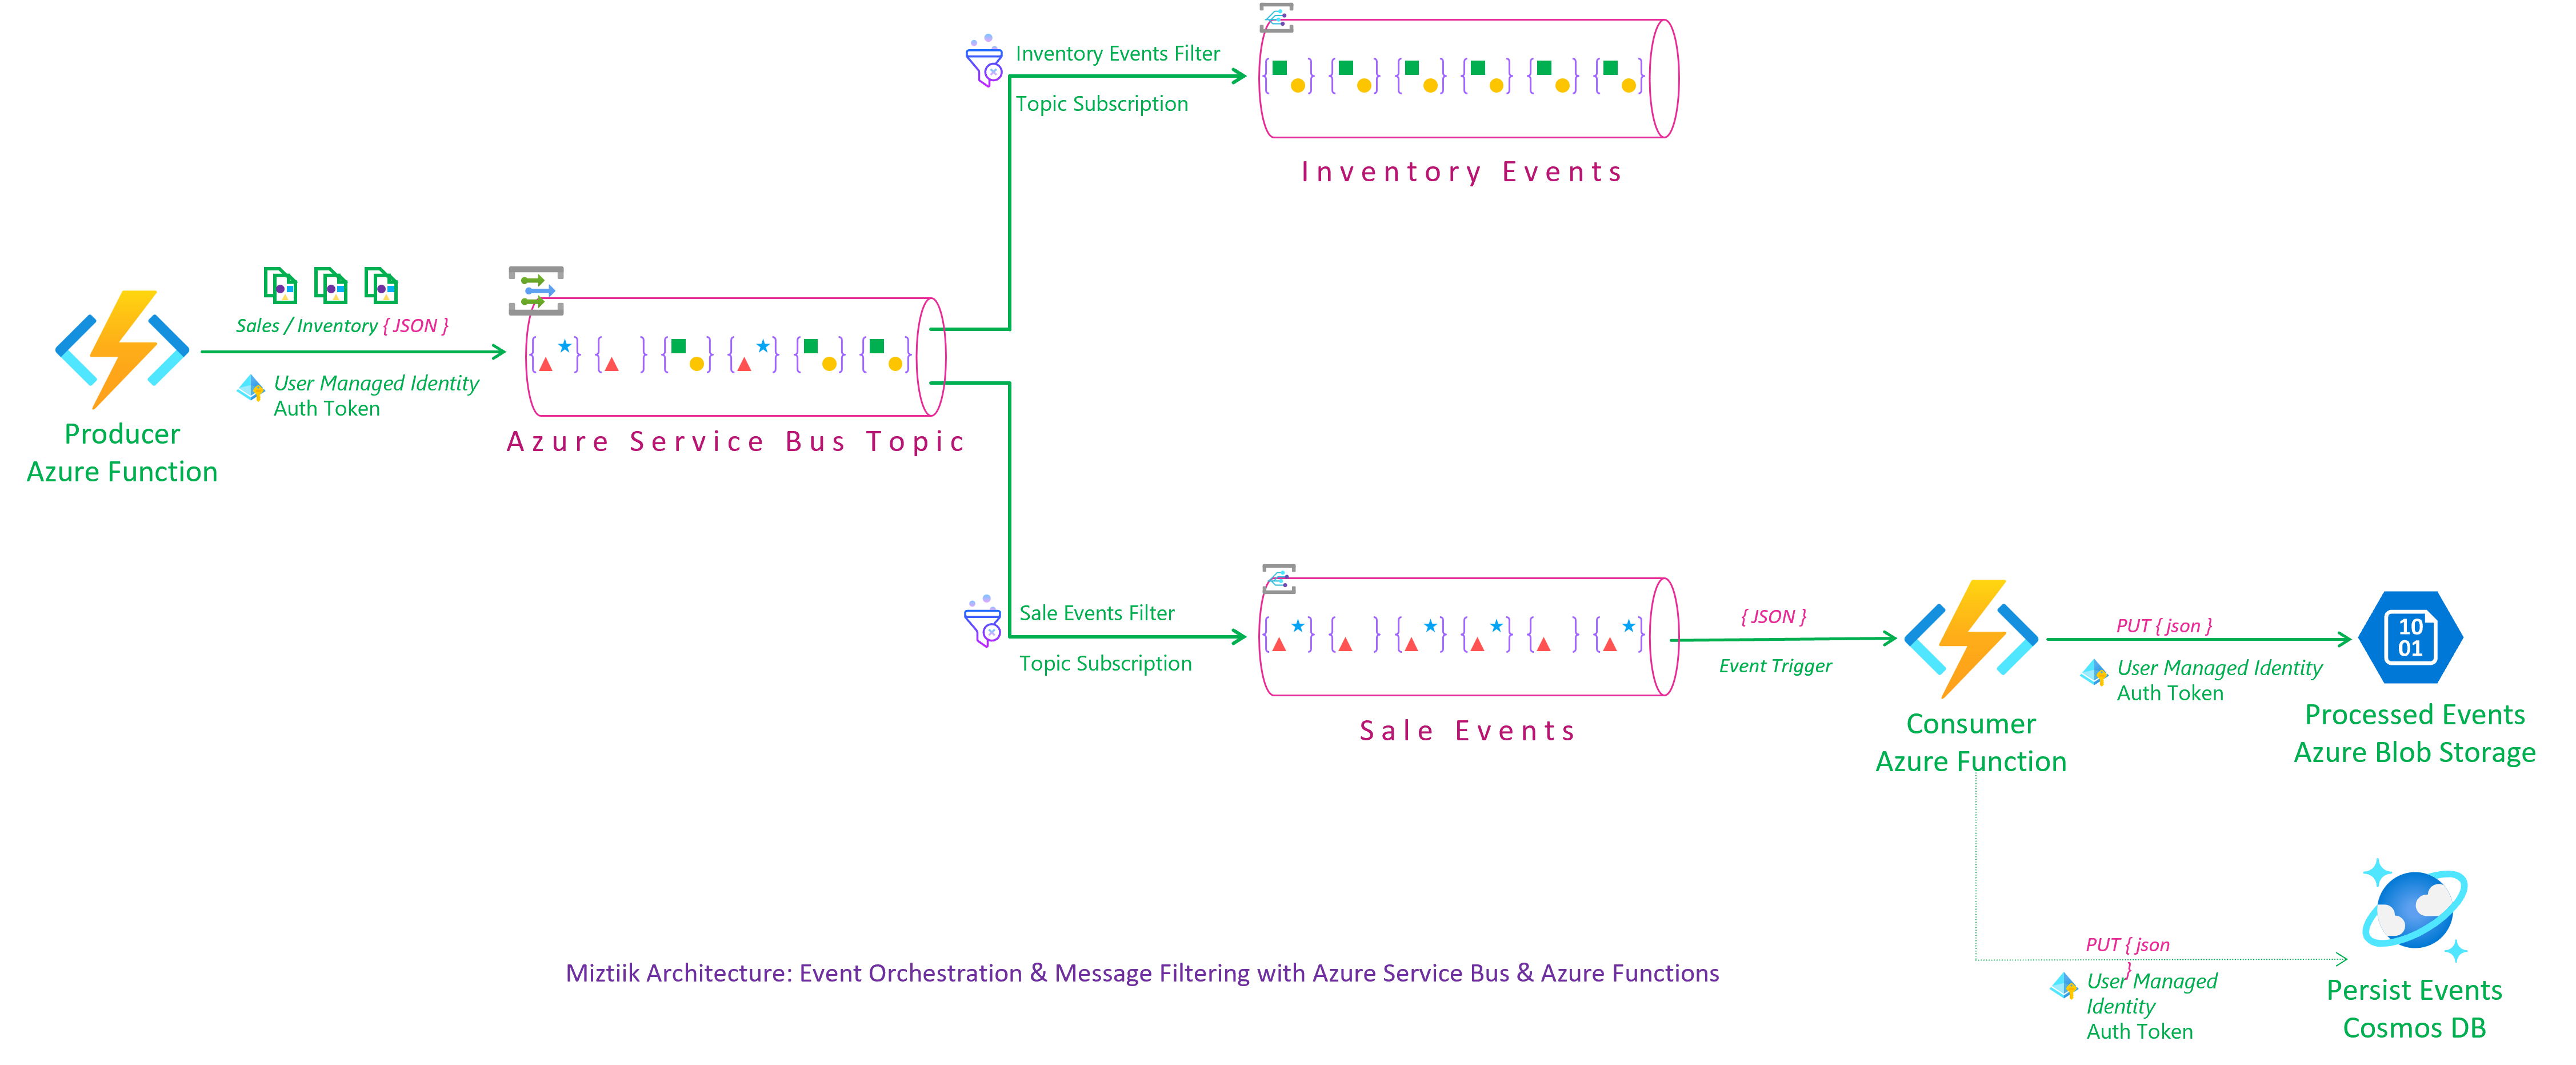 Inventory Events Filter
Topic Subscription
Inventory Events
Sales / Inventory { JSON }
User Managed Identity
Auth Token
Producer
Azure Function
Azure Service Bus Topic
Sale Events Filter
Topic Subscription
Sale Events
{ JSON }
Event Trigger
Consumer
Azure Function
PUT { json }
User Managed Identity
Auth Token
10
01
Processed Events
Azure Blob Storage
PUT { json
}
User Managed
Identity
Auth Token
Persist Events
Cosmos DB
Miztiik Architecture: Event Orchestration & Message Filtering with Azure Service Bus & Azure Functions